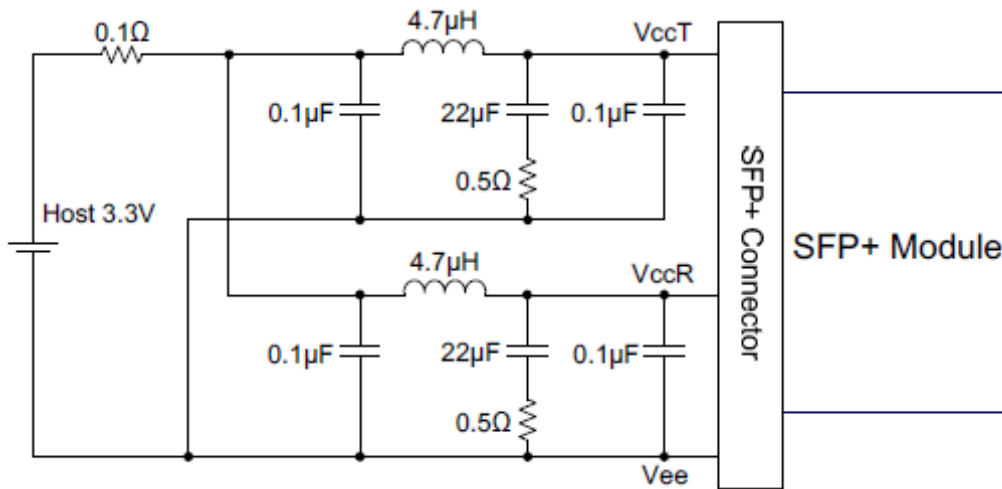 4.7µH
0.1Ω
VccT
0.1µF
22µF
0.1µF
0.5Ω
Host 3.3V
SFP+ Connector
SFP+ Module
4.7µH
VccR
0.1µF
22µF
0.1µF
0.5Ω
Vee